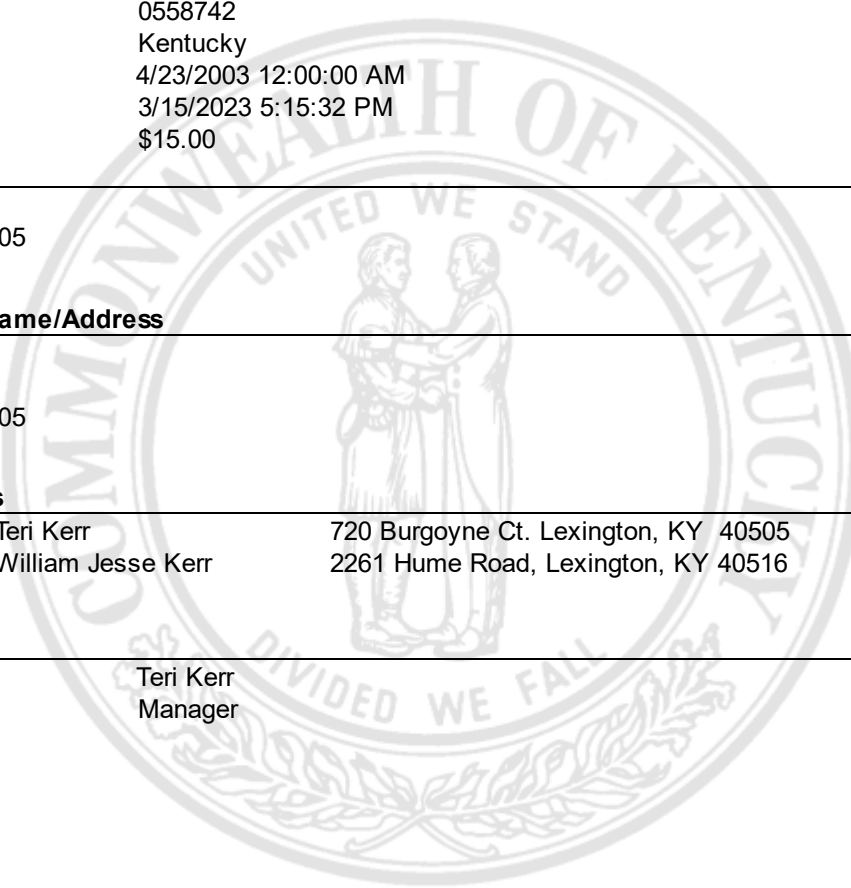 0558742
Kentucky
4/23/2003 12:00:00 AM
3/15/2023 5:15:32 PM
$15.00
COMMONWEALTH OF KENTUCKY
UNITED WE STAND
05
ame/Address
05
s
Teri Kerr 720 Burgoyne Ct. Lexington, KY 40505
William Jesse Kerr 2261 Hume Road, Lexington, KY 40516
DIVIDED WE FALL
Teri Kerr
Manager